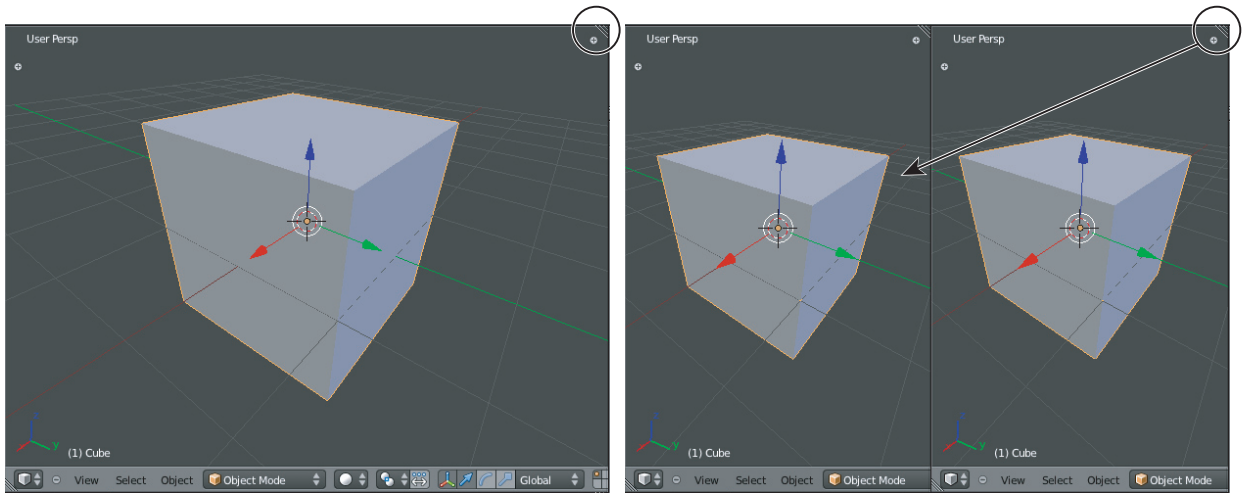 User Persp
y
(1) Cube
View Select Object Object Mode Global
User Persp
y
(1) Cube
View Select Object Object Mode
User Persp
y
(1) Cube
View Select Object Object Mode